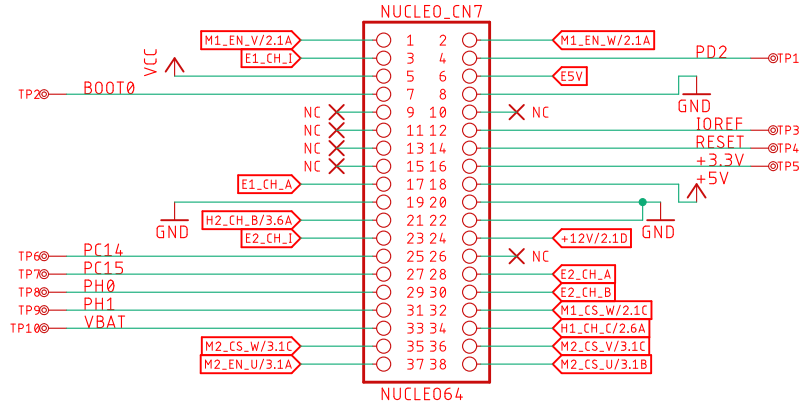 NUCLEO_CN7
M1_EN_V/2.1A 1 2 M1_EN_W/2.1A
E1_CH_I 3 4 PD2 TP1
VCC 5 6 E5V
TP2 BOOT0 7 8 GND
NC 9 10 NC
NC 11 12 IOREF TP3
NC 13 14 RESET TP4
NC 15 16 +3.3V TP5
E1_CH_A 17 18 +5V
GND 19 20 GND
H2_CH_B/3.6A 21 22
E2_CH_I 23 24 +12V/2.1D
TP6 PC14 25 26 NC
TP7 PC15 27 28 E2_CH_A
TP8 PH0 29 30 E2_CH_B
TP9 PH1 31 32 M1_CS_W/2.1C
TP10 VBAT 33 34 H1_CH_C/2.6A
M2_CS_W/3.1C 35 36 M2_CS_V/3.1C
M2_EN_U/3.1A 37 38 M2_CS_U/3.1B
NUCLEO64